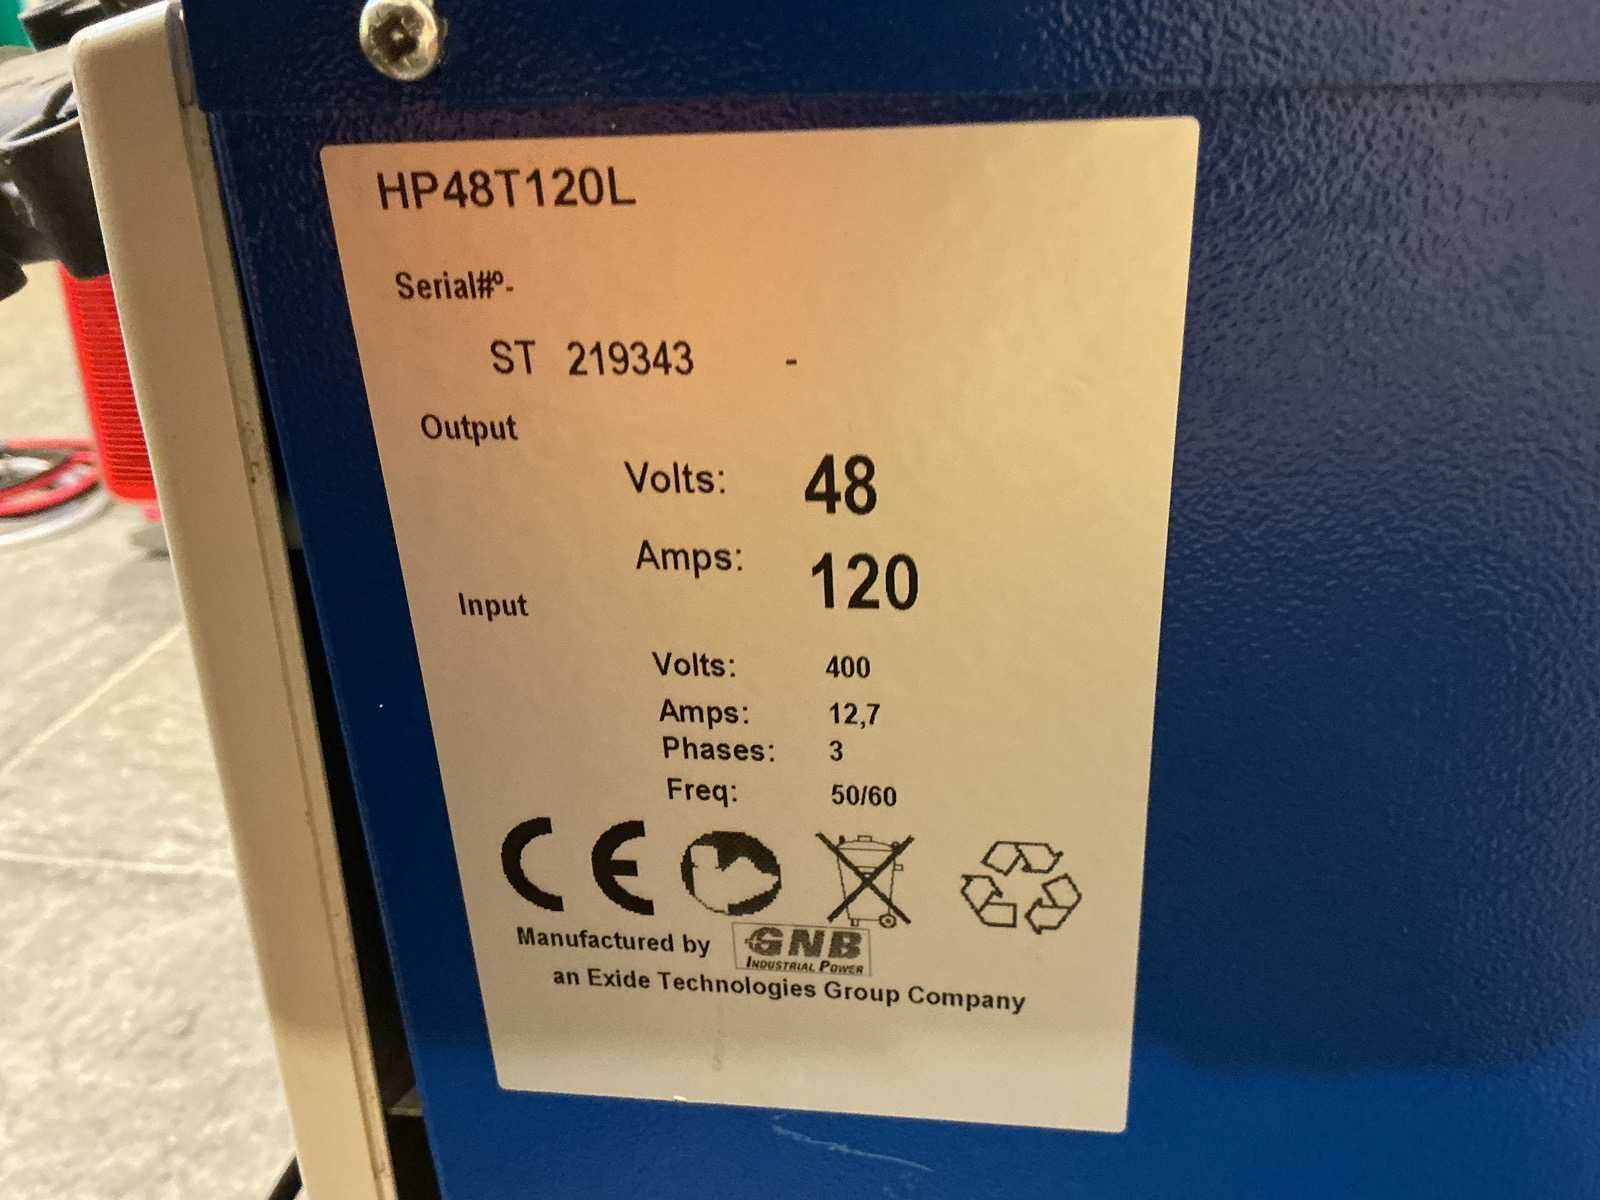 HP48T120L
Serial#º-
ST 219343 -
Output
Volts: 48
Amps: 120
Input
Volts: 400
Amps: 12,7
Phases: 3
Freq: 50/60
CE
Manufactured by GNB
INDUSTRIAL POWER
an Exide Technologies Group Company